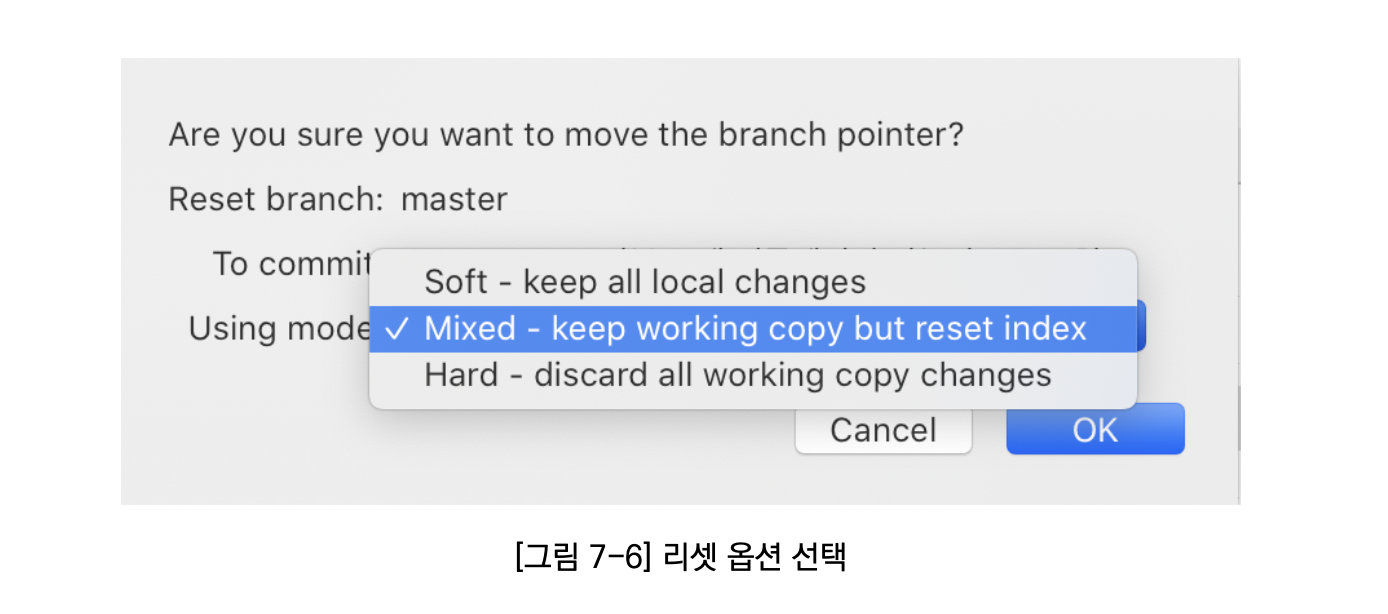 Are you sure you want to move the branch pointer?
Reset branch: master
To commit
Soft - keep all local changes
Using mode ✓ Mixed - keep working copy but reset index
Hard - discard all working copy changes
Cancel OK
[그림 7-6] 리셋 옵션 선택